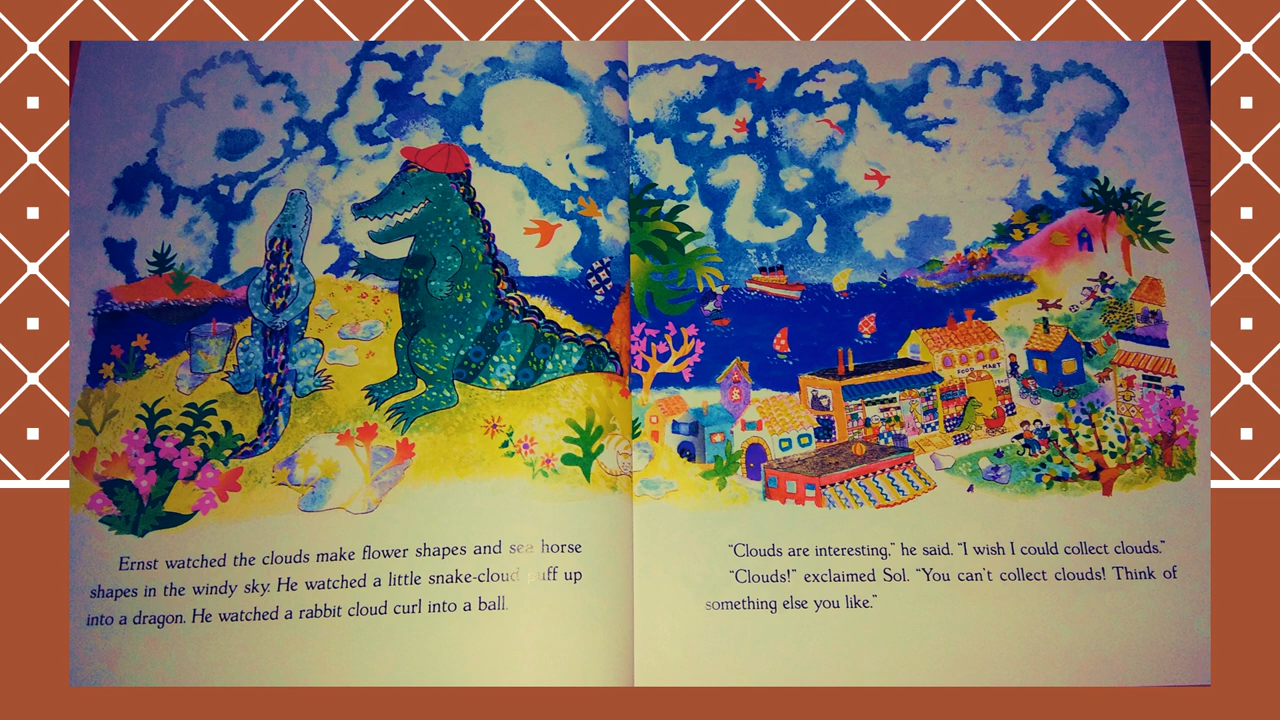 FOOD MART
Ernst watched the clouds make flower shapes and sea horse
shapes in the windy sky. He watched a little snake-cloud puff up
into a dragon. He watched a rabbit cloud curl into a ball.
"Clouds are interesting," he said. "I wish I could collect clouds."
"Clouds!" exclaimed Sol. "You can't collect clouds! Think of
something else you like."